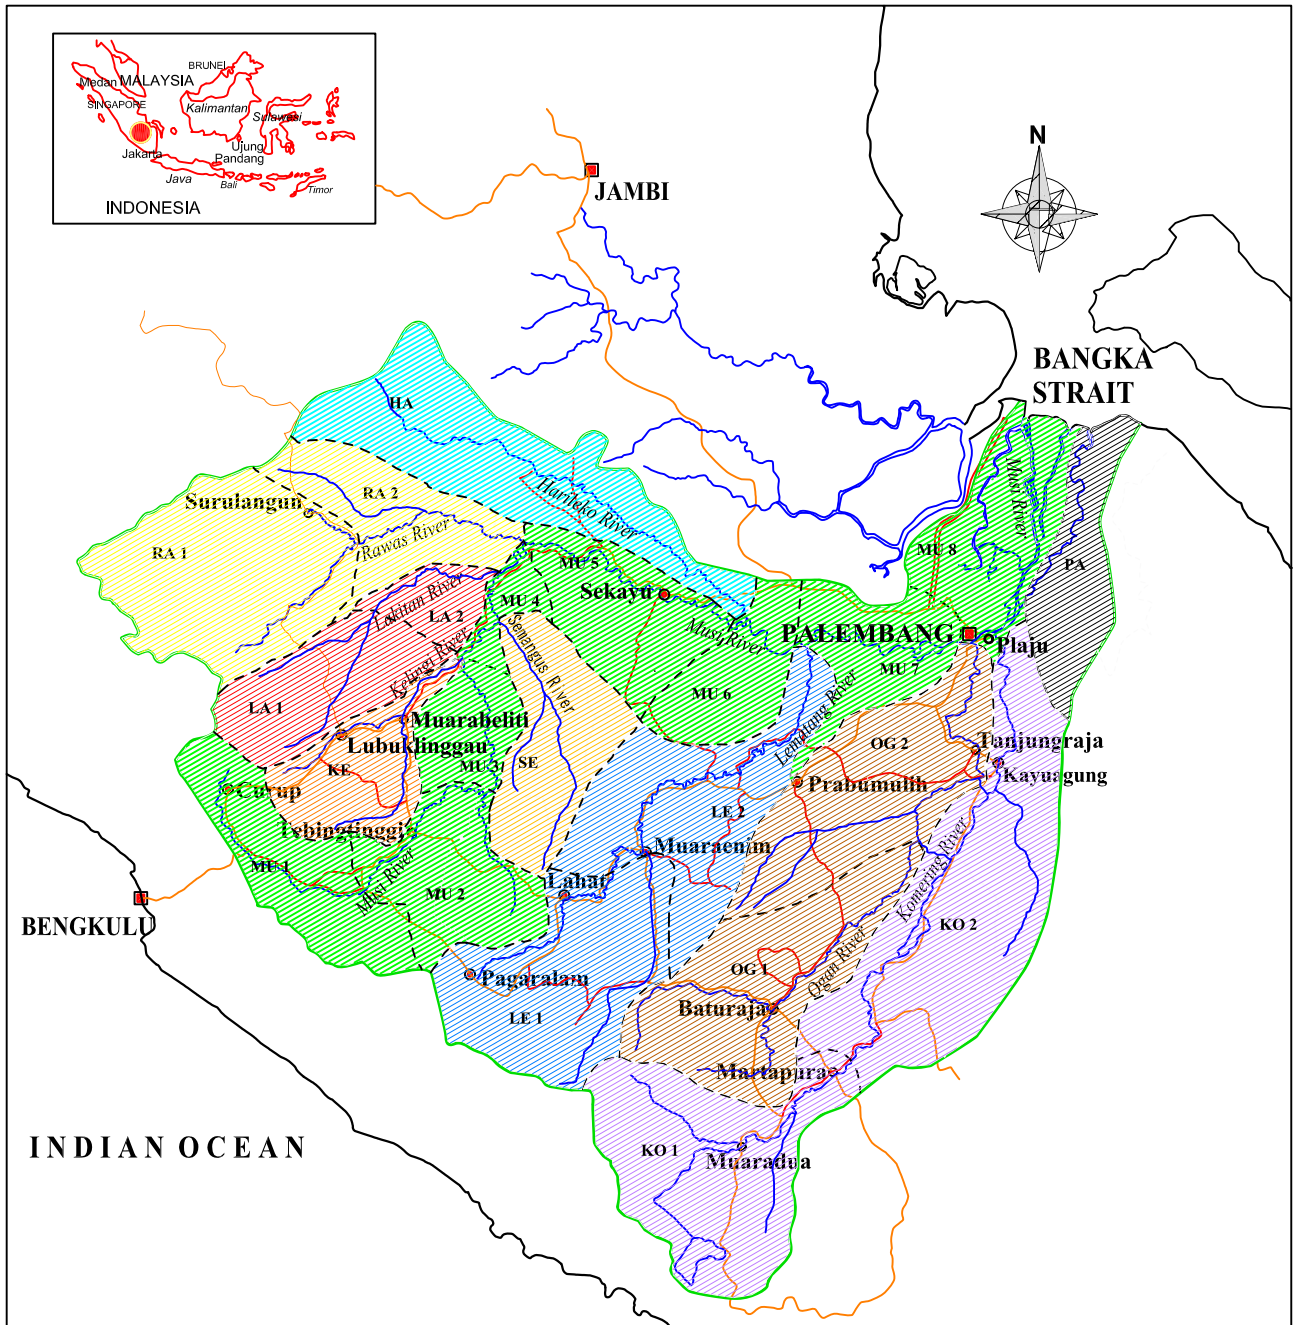 BRUNEI
Medan
MALAYSIA
SINGAPORE
Kalimantan
Sulawesi
Ujung
Pandang
Jakarta
Java
Bali
Timor
INDONESIA
N
JAMBI
BANGKA
STRAIT
HA
RA 2
Surulangun
Harileko River
Musi River
Rawas River
RA 1
MU 5
MU 8
PA
Lakitan River
Sekayu
MU 4
LA 2
Semangus River
Musi River
PALEMBANG
Plaju
Kelingi River
MU 7
MU 6
LA 1
Muarabeliti
Lematang River
Lubuklinggau
OG 2
Tanjungraja
KE
MU 3
SE
Kayuagung
Curup
Prabumulih
LE 2
Tebingtinggi
Muaraenim
MU 1
Musi River
MU 2
Lahat
Komering River
BENGKULU
KO 2
Pagaralam
OG 1
Ogan River
Baturaja
LE 1
Martapura
INDIAN OCEAN
KO 1
Muaradua